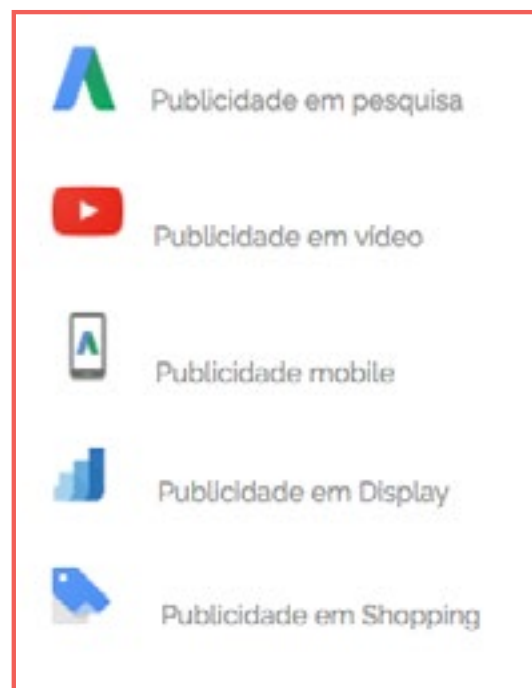 Publicidade em pesquisa
Publicidade em vídeo
Publicidade mobile
Publicidade em Display
Publicidade em Shopping